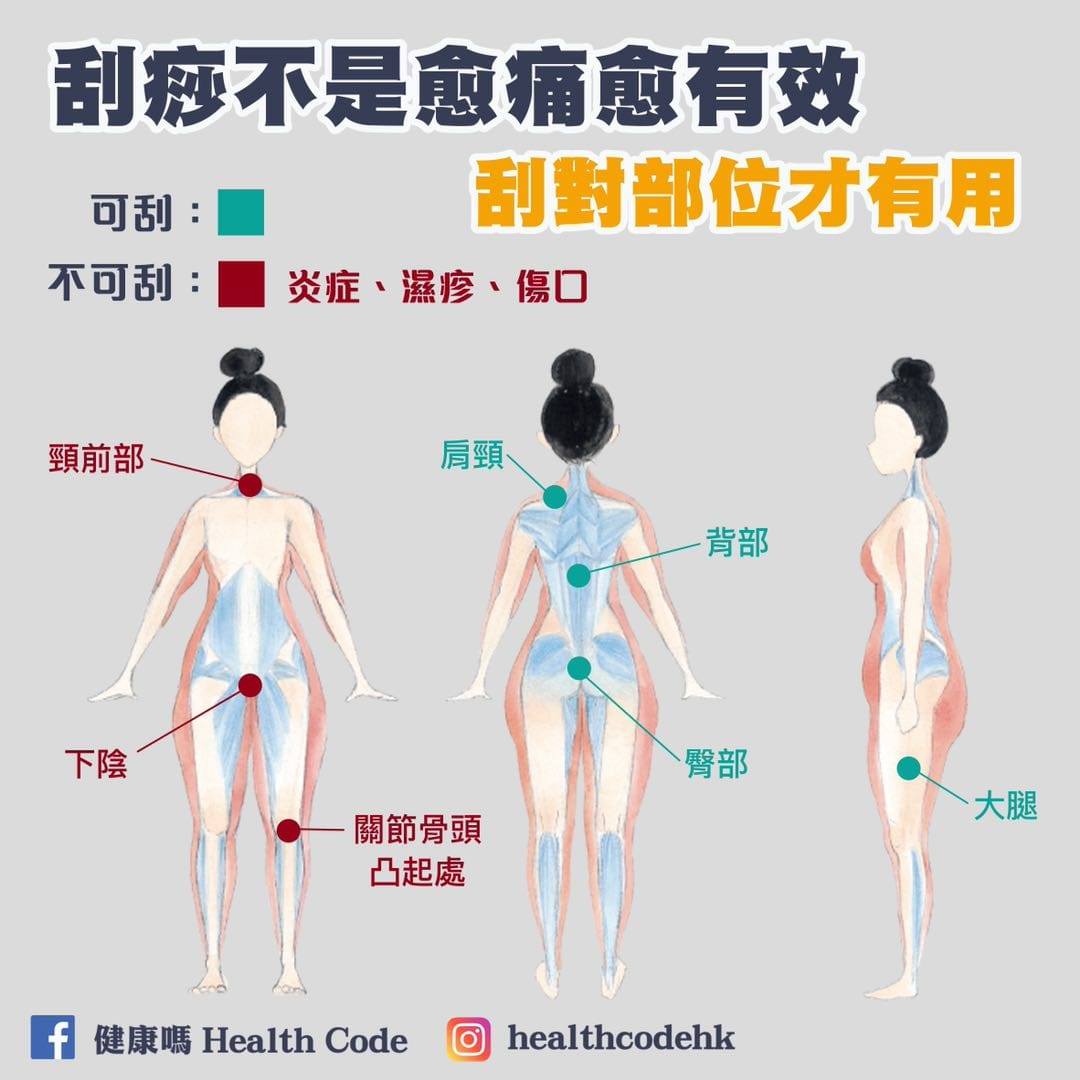 刮痧不是愈痛愈有效
刮對部位才有用
可刮：
不可刮： 炎症、濕疹、傷口
頸前部
肩頸
背部
下陰
臀部
大腿
關節骨頭
凸起處
健康嗎 Health Code
healthcodehk